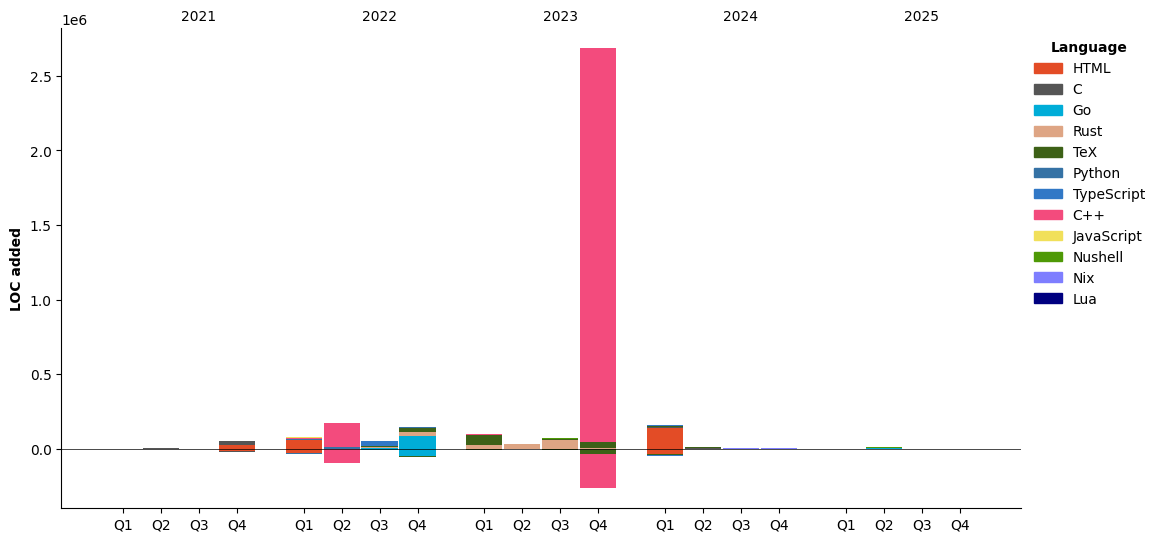 2021 2022 2023 2024 2025
1e6
Language
HTML
C
Go
Rust
TeX
Python
TypeScript
C++
JavaScript
Nushell
Nix
Lua
LOC added
2.5
2.0
1.5
1.0
0.5
0.0
Q1 Q2 Q3 Q4 Q1 Q2 Q3 Q4 Q1 Q2 Q3 Q4 Q1 Q2 Q3 Q4 Q1 Q2 Q3 Q4